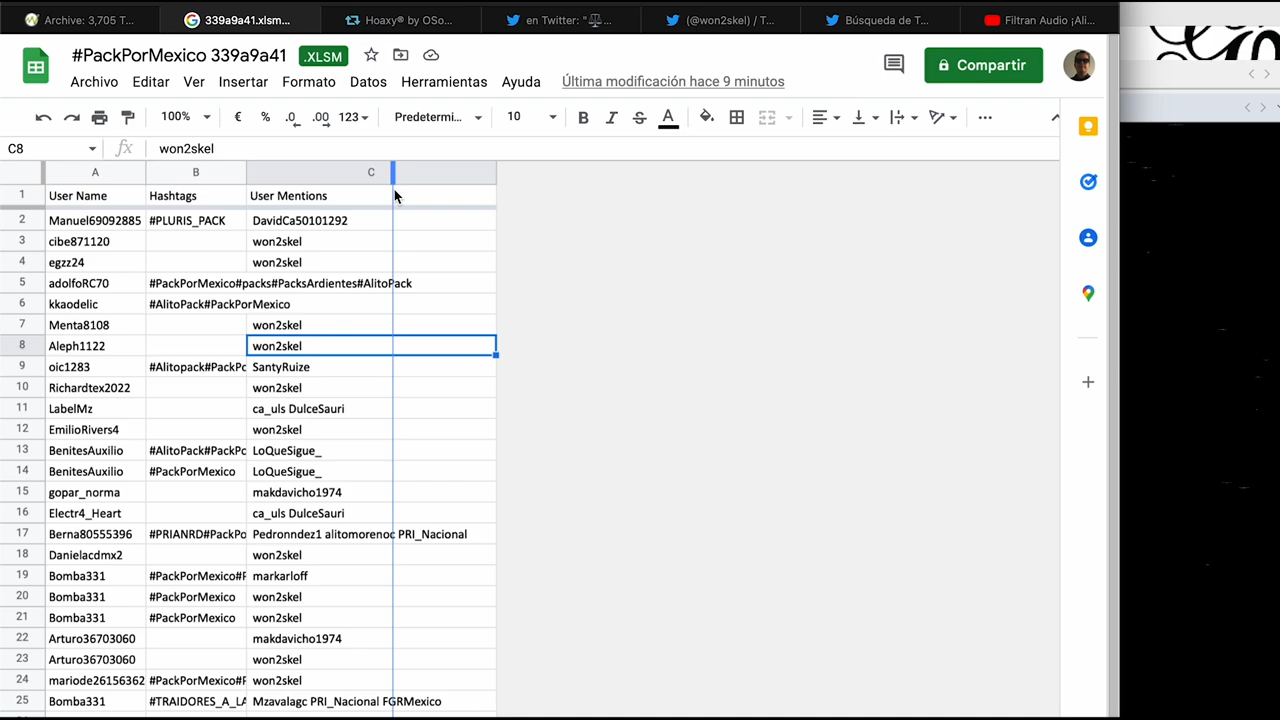 Archive: 3,705 T...
339a9a41.xlsm...
Hoaxy® by OSo...
en Twitter: "
(@won2skel) / T...
Búsqueda de T...
Filtran Audio ¡Ali...
#PackPorMexico 339a9a41 .XLSM
Archivo Editar Ver Insertar Formato Datos Herramientas Ayuda Última modificación hace 9 minutos
Compartir
100% € % .0 .00 123 Predetermi... 10 B I S A
C8 fx won2skel
A B C
1 User Name Hashtags User Mentions
2 Manuel69092885 #PLURIS_PACK DavidCa50101292
3 cibe871120 won2skel
4 egzz24 won2skel
5 adolfoRC70 #PackPorMexico#packs#PacksArdientes#AlitoPack
6 kkaodelic #AlitoPack#PackPorMexico
7 Menta8108 won2skel
8 Aleph1122 won2skel
9 oic1283 #Alitopack#PackPo SantyRuize
10 Richardtex2022 won2skel
11 LabelMz ca_uls DulceSauri
12 EmilioRivers4 won2skel
13 BenitesAuxilio #AlitoPack#PackPo LoQueSigue_
14 BenitesAuxilio #PackPorMexico LoQueSigue_
15 gopar_norma makdavicho1974
16 Electr4_Heart ca_uls DulceSauri
17 Berna80555396 #PRIANRD#PackPo Pedronndez1 alitomorenoc PRI_Nacional
18 Danielacdmx2 won2skel
19 Bomba331 #PackPorMexico#F markarloff
20 Bomba331 #PackPorMexico won2skel
21 Bomba331 #PackPorMexico won2skel
22 Arturo36703060 makdavicho1974
23 Arturo36703060 won2skel
24 mariode26156362 #PackPorMexico#F won2skel
25 Bomba331 #TRAIDORES_A_LA Mzavalagc PRI_Nacional FGRMexico